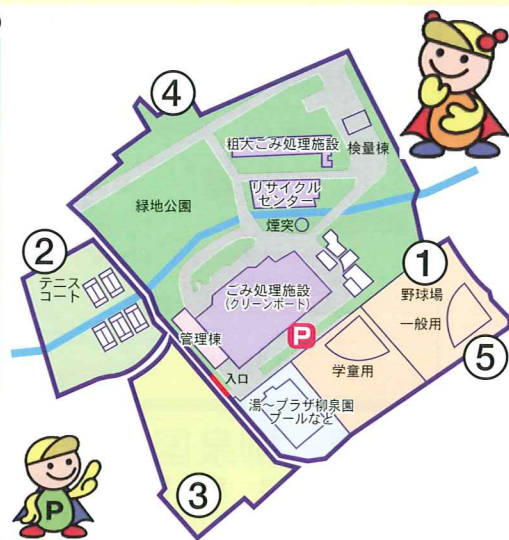 ④
粗大ごみ処理施設
検量棟
リサイクル
センター
緑地公園
煙突○
②
テニス
コート
ごみ処理施設
(クリーンポート)
①
野球場
一般用
管理棟
P
入口
学童用
⑤
湯～プラザ柳泉園
プールなど
③
P